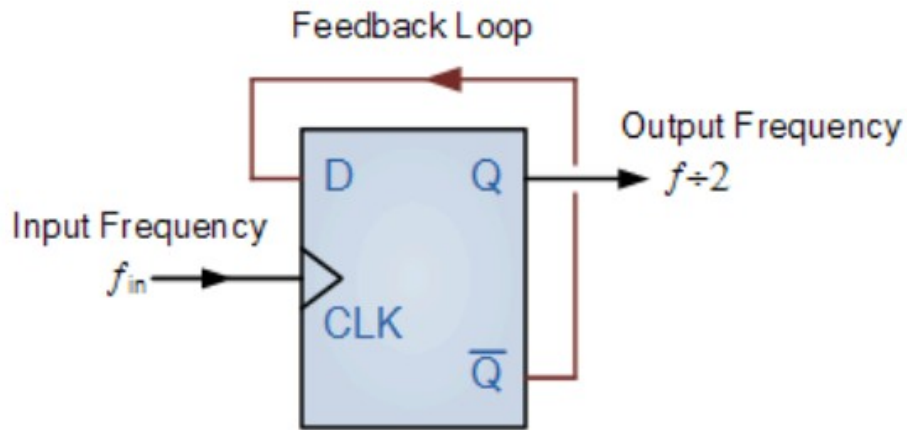 Feedback Loop
Output Frequency
D
Q
f÷2
Input Frequency
fin
CLK
Q̅